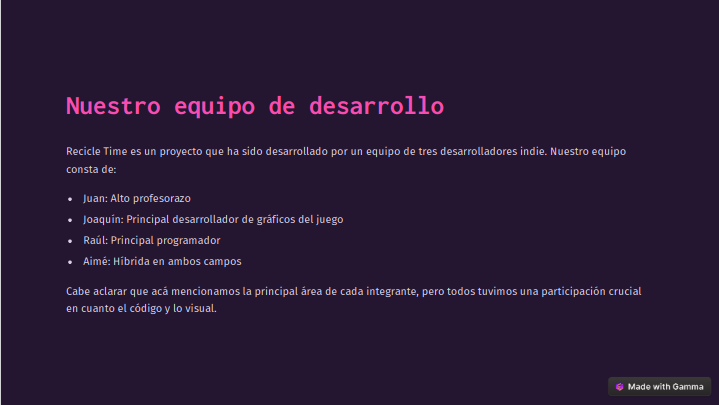 Nuestro equipo de desarrollo
Recicle Time es un proyecto que ha sido desarrollado por un equipo de tres desarrolladores indie. Nuestro equipo
consta de:
• Juan: Alto profesorazo
• Joaquín: Principal desarrollador de gráficos del juego
• Raúl: Principal programador
• Aimé: Híbrida en ambos campos
Cabe aclarar que acá mencionamos la principal área de cada integrante, pero todos tuvimos una participación crucial
en cuanto el código y lo visual.
Made with Gamma